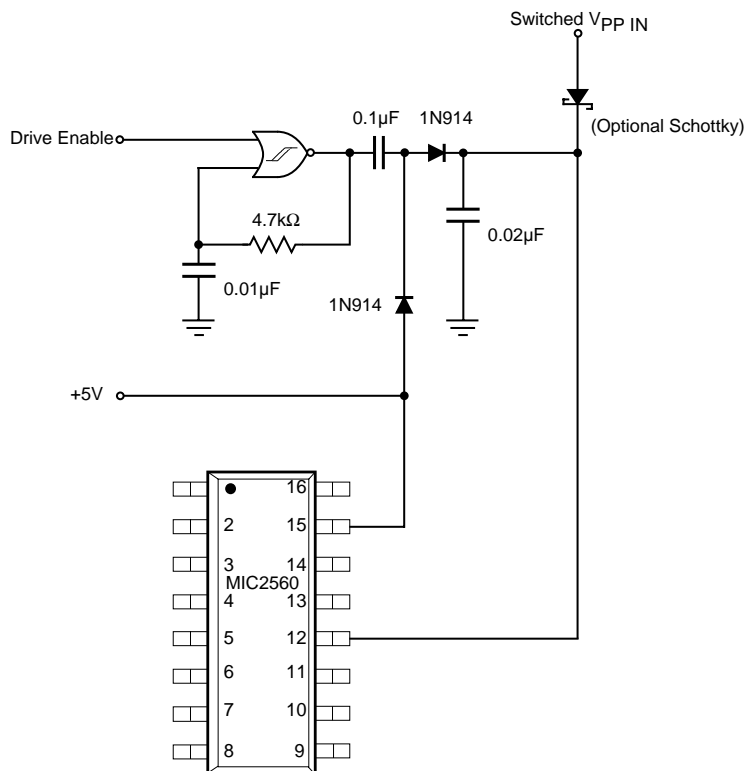 Switched VPP IN
0.1µF
1N914
(Optional Schottky)
Drive Enable
4.7kΩ
0.02µF
0.01µF
1N914
+5V
16
2
15
3
14
MIC2560
4
13
5
12
6
11
7
10
8
9